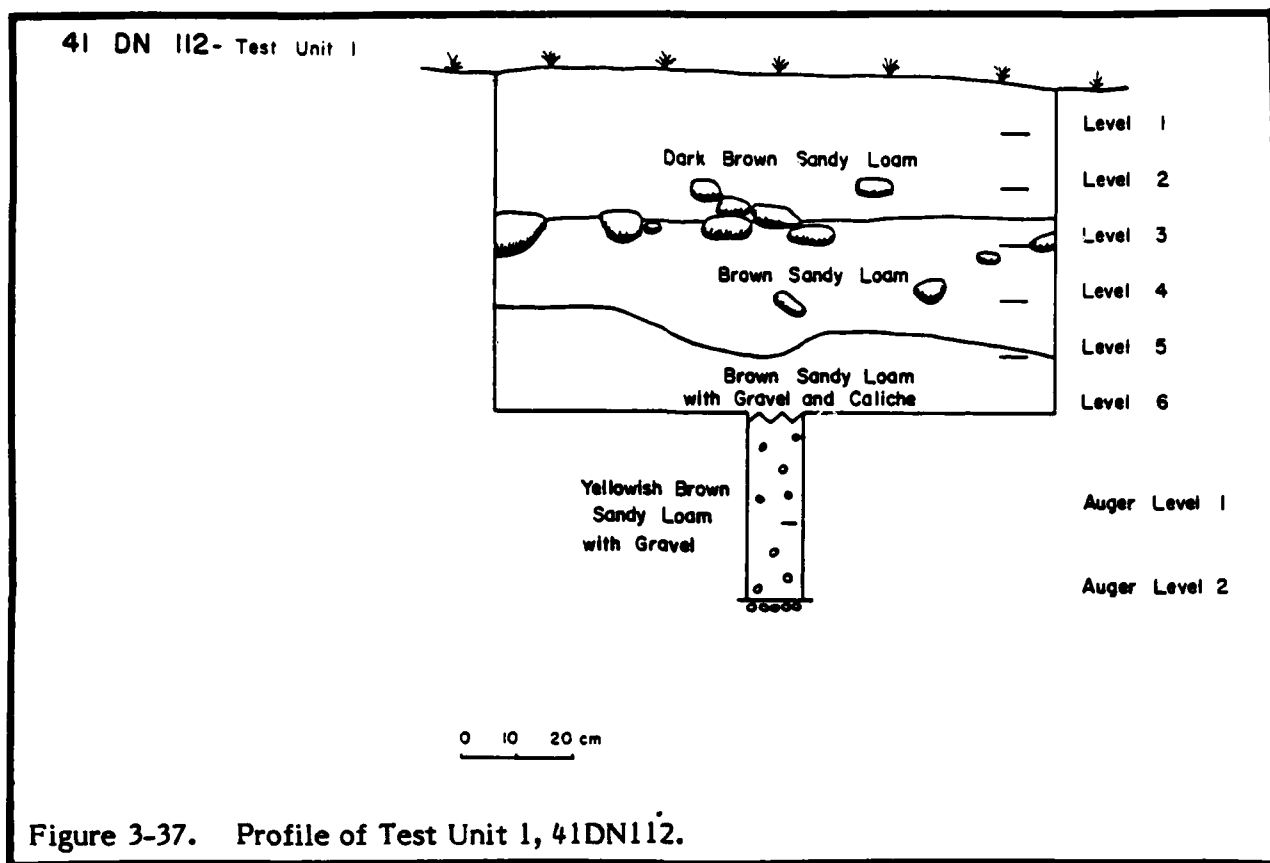 41 DN 112- Test Unit 1
Level 1
Dark Brown Sandy Loam
Level 2
Level 3
Brown Sandy Loam
Level 4
Level 5
Brown Sandy Loam
with Gravel and Caliche
Level 6
Yellowish Brown
Sandy Loam
with Gravel
Auger Level 1
Auger Level 2
0 10 20 cm
Figure 3-37. Profile of Test Unit 1, 41DN112.